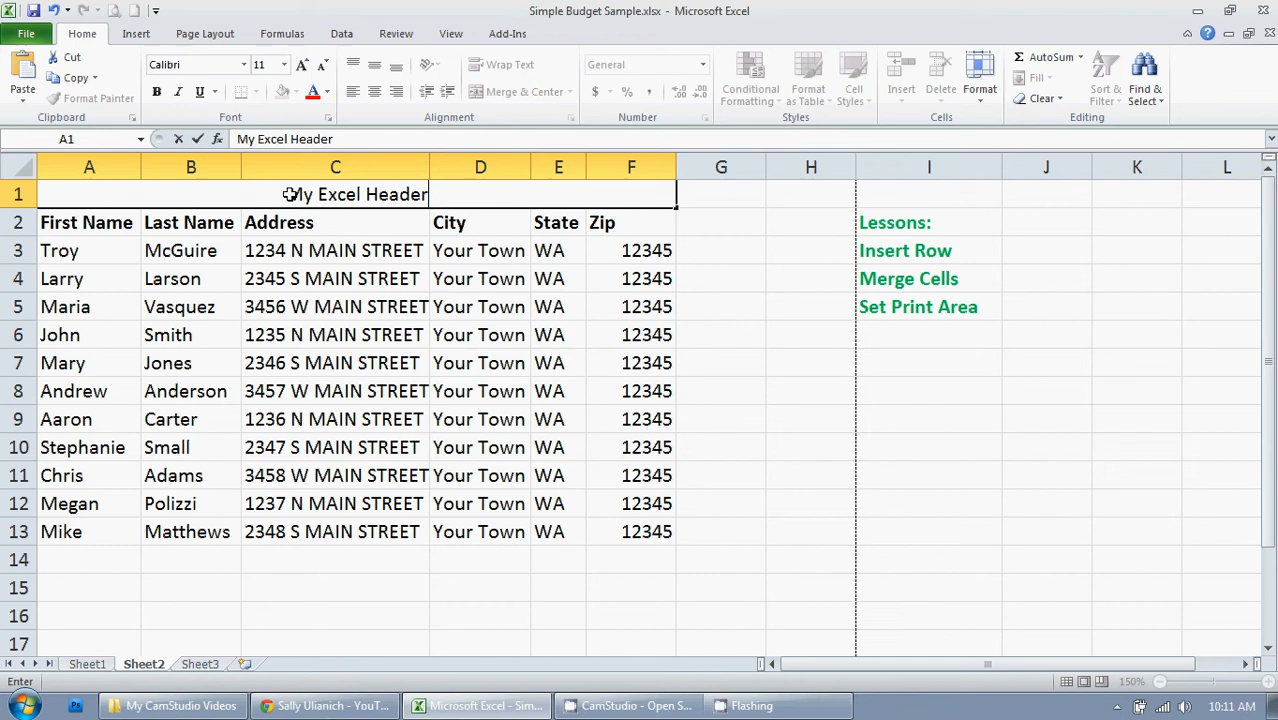 Simple Budget Sample.xlsx - Microsoft Excel
File Home Insert Page Layout Formulas Data Review View Add-Ins
Paste
Cut
Copy
Format Painter
Clipboard
Calibri 11
B I U
Font
Wrap Text
Merge & Center
Alignment
General
$ % ,
Number
Conditional Formatting
Format as Table
Cell Styles
Styles
Insert
Delete
Format
Cells
AutoSum
Fill
Clear
Sort & Filter
Find & Select
Editing
A1 fx My Excel Header
A B C D E F G H I J K L
1 My Excel Header
2 First Name Last Name Address City State Zip Lessons:
3 Troy McGuire 1234 N MAIN STREET Your Town WA 12345 Insert Row
4 Larry Larson 2345 S MAIN STREET Your Town WA 12345 Merge Cells
5 Maria Vasquez 3456 W MAIN STREET Your Town WA 12345 Set Print Area
6 John Smith 1235 N MAIN STREET Your Town WA 12345
7 Mary Jones 2346 S MAIN STREET Your Town WA 12345
8 Andrew Anderson 3457 W MAIN STREET Your Town WA 12345
9 Aaron Carter 1236 N MAIN STREET Your Town WA 12345
10 Stephanie Small 2347 S MAIN STREET Your Town WA 12345
11 Chris Adams 3458 W MAIN STREET Your Town WA 12345
12 Megan Polizzi 1237 N MAIN STREET Your Town WA 12345
13 Mike Matthews 2348 S MAIN STREET Your Town WA 12345
14
15
16
17
Sheet1 Sheet2 Sheet3
Enter 150%
My CamStudio Videos Sally Ulianich - YouT... Microsoft Excel - Sim... CamStudio - Open S... Flashing 10:11 AM